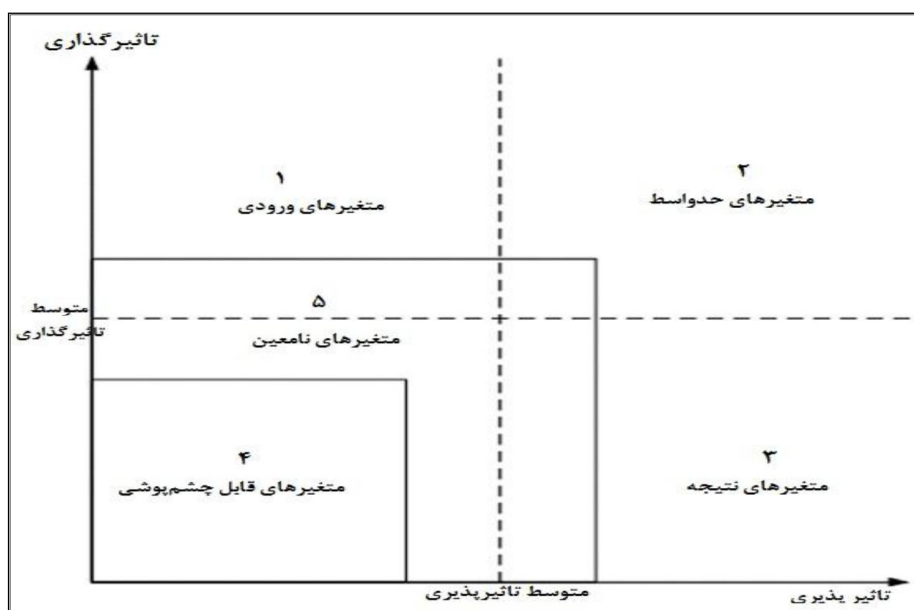 تاثیرگذاری
۱
متغیرهای ورودی
۲
متغیرهای حدواسط
۵
متغیرهای نامعین
متوسط
تاثیرگذاری
۴
متغیرهای قابل چشم‌پوشی
۳
متغیرهای نتیجه
متوسط تاثیرپذیری
تاثیر پذیری